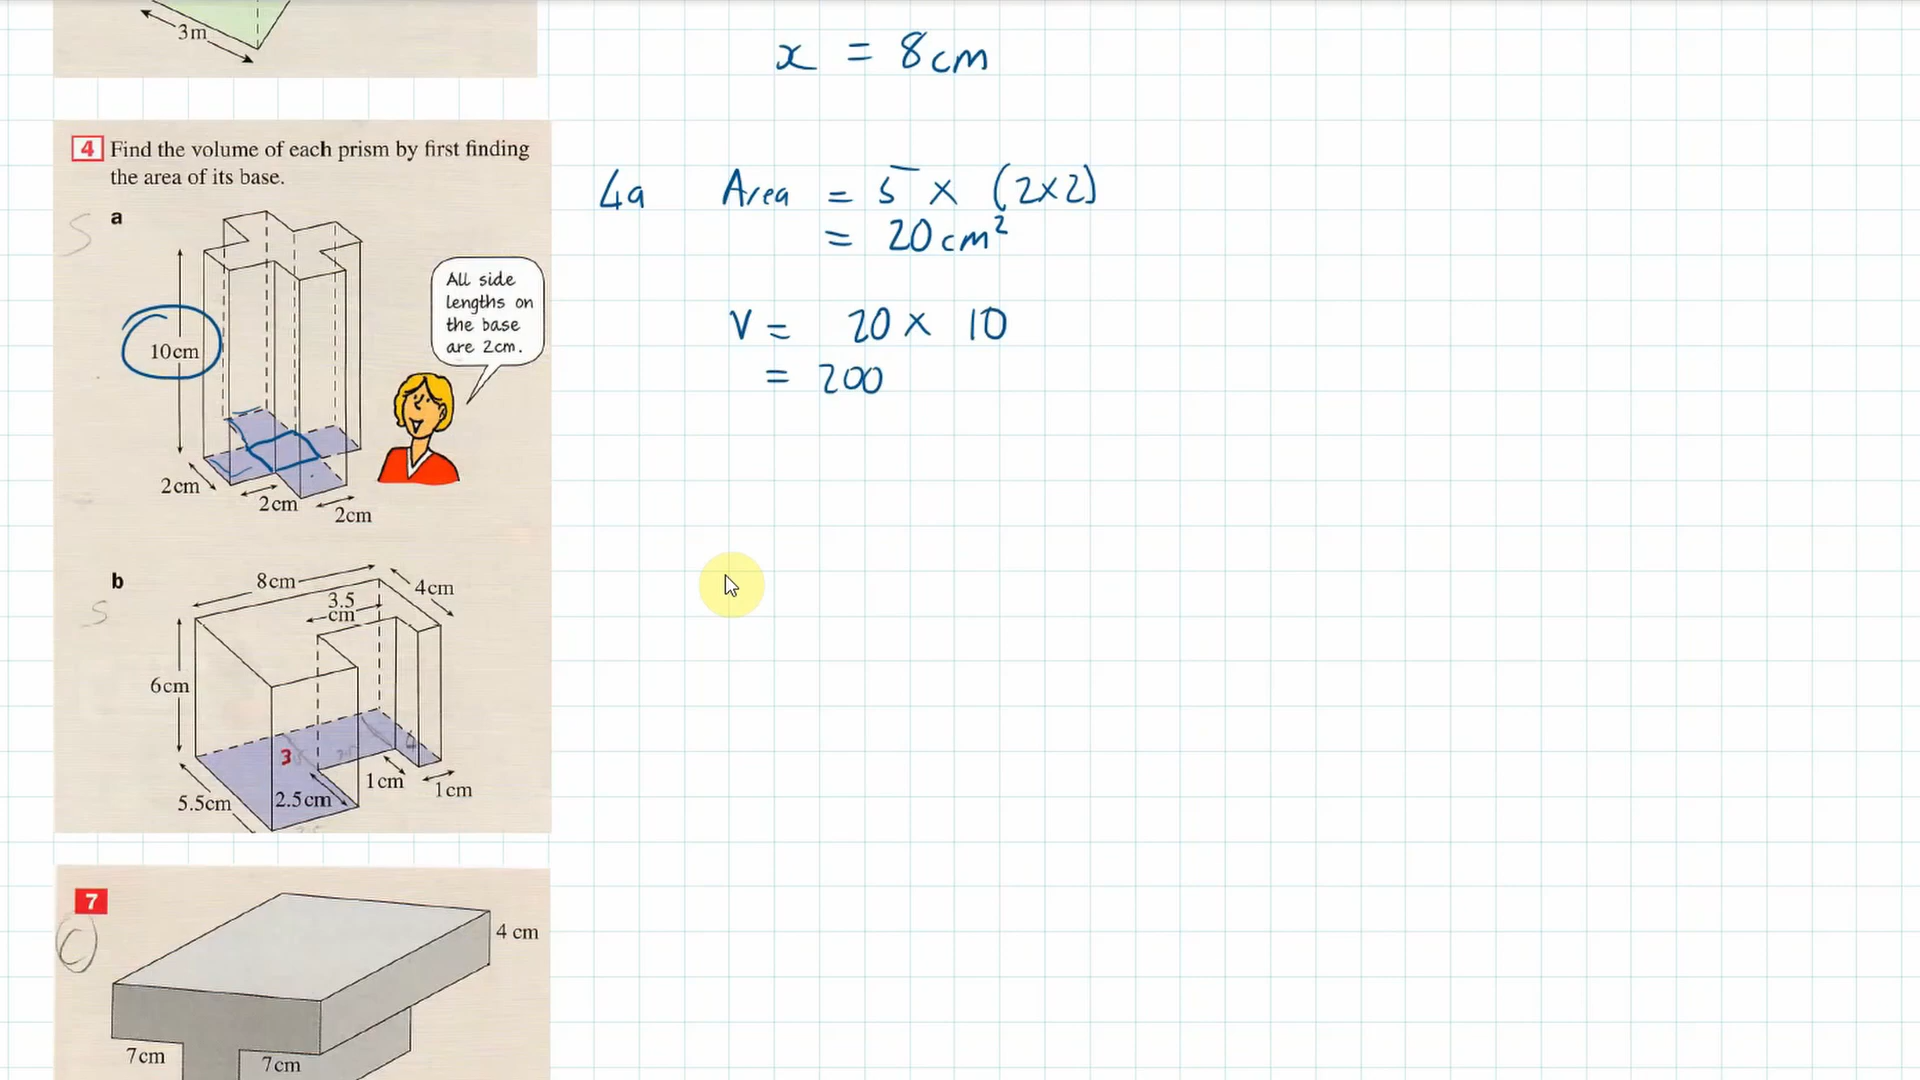 3m
x = 8cm
4 Find the volume of each prism by first finding
the area of its base.
4a Area = 5 × (2×2)
= 20cm²
V = 20 × 10
= 200
S
a
All side
lengths on
the base
are 2cm.
10cm
2cm
2cm
2cm
b
S
8cm
4cm
3.5
cm
6cm
3
1cm
1cm
5.5cm
2.5cm
7
4 cm
7cm
7cm